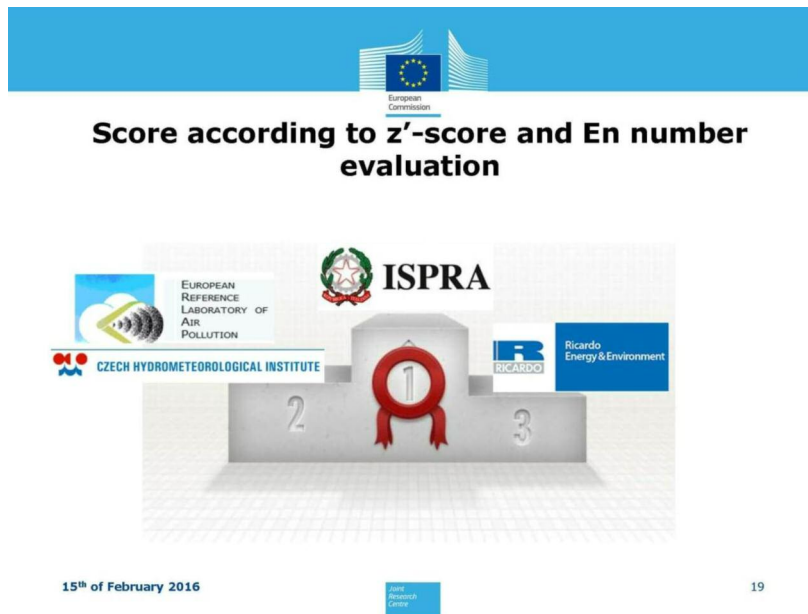 European
Commission
Score according to z’-score and En number
evaluation
ISPRA
EUROPEAN
REFERENCE
LABORATORY OF
AIR
POLLUTION
CZECH HYDROMETEOROLOGICAL INSTITUTE
RICARDO
Ricardo
Energy & Environment
1
2
3
15th of February 2016
Joint
Research
Centre
19